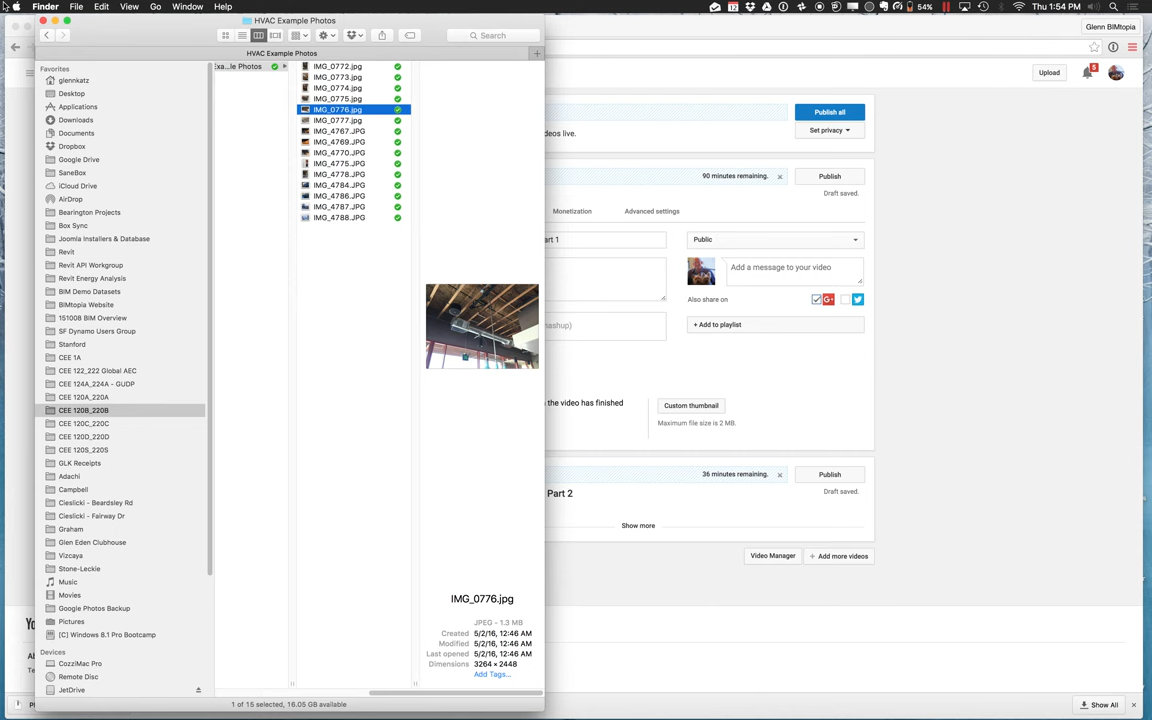 Finder File Edit View Go Window Help
54% Thu 1:54 PM
HVAC Example Photos
Glenn BIMtopia
Search
HVAC Example Photos
Favorites
glennkatz
Desktop
Applications
Downloads
Documents
Dropbox
Google Drive
SaneBox
iCloud Drive
AirDrop
Bearington Projects
Box Sync
Joomla Installers & Database
Revit
Revit API Workgroup
Revit Energy Analysis
BIM Demo Datasets
BIMtopia Website
151008 BIM Overview
SF Dynamo Users Group
Stanford
CEE 1A
CEE 122_222 Global AEC
CEE 124A_224A - GUDP
CEE 120A_220A
CEE 120B_220B
CEE 120C_220C
CEE 120D_220D
CEE 120S_220S
GLK Receipts
Adachi
Campbell
Cieslicki - Beardsley Rd
Cieslicki - Fairway Dr
Graham
Glen Eden Clubhouse
Vizcaya
Stone-Leckie
Music
Movies
Google Photos Backup
Pictures
[C] Windows 8.1 Pro Bootcamp
Devices
CozziMac Pro
Remote Disc
JetDrive
Exa...le Photos
IMG_0772.jpg
IMG_0773.jpg
IMG_0774.jpg
IMG_0775.jpg
IMG_0776.jpg
IMG_0777.jpg
IMG_4767.JPG
IMG_4769.JPG
IMG_4770.JPG
IMG_4775.JPG
IMG_4778.JPG
IMG_4784.JPG
IMG_4786.JPG
IMG_4787.JPG
IMG_4788.JPG
IMG_0776.jpg
JPEG - 1.3 MB
Created 5/2/16, 12:46 AM
Modified 5/2/16, 12:46 AM
Last opened 5/2/16, 12:46 AM
Dimensions 3264 × 2448
Add Tags...
1 of 15 selected, 16.05 GB available
Upload
5
Publish all
deos live.
Set privacy
90 minutes remaining. × Publish
Draft saved.
Monetization Advanced settings
art 1
Public
Add a message to your video
Also share on
mashup)
+ Add to playlist
the video has finished
Custom thumbnail
Maximum file size is 2 MB.
36 minutes remaining. × Publish
Part 2
Draft saved.
Show more
Video Manager + Add more videos
Show All